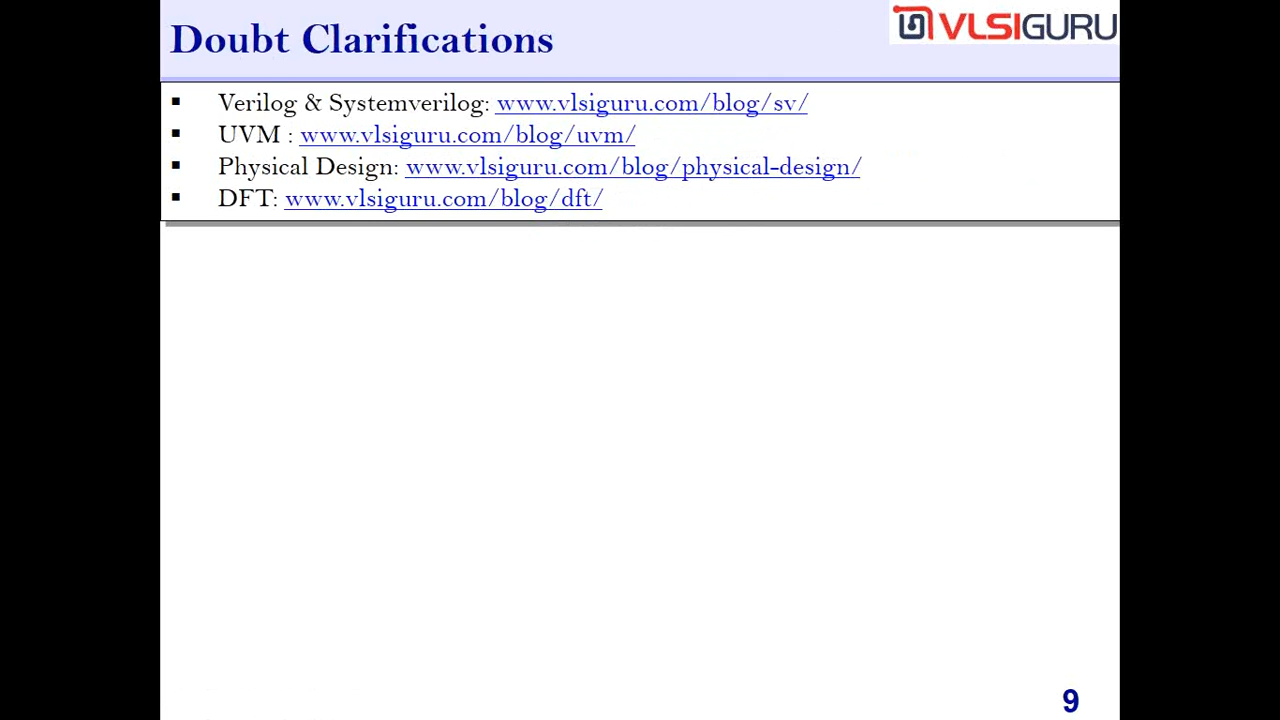 Doubt Clarifications
VLSIGURU
▪ Verilog & Systemverilog: www.vlsiguru.com/blog/sv/
▪ UVM : www.vlsiguru.com/blog/uvm/
▪ Physical Design: www.vlsiguru.com/blog/physical-design/
▪ DFT: www.vlsiguru.com/blog/dft/
9